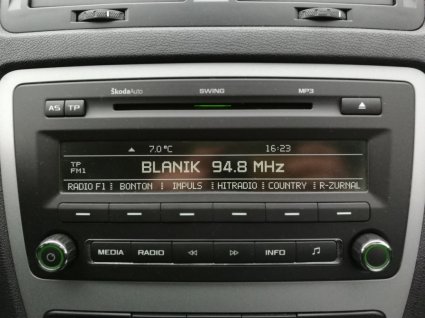 ŠkodaAuto SWING MP3
AS TP
7.0°C 16:23
TP
FM1
BLANIK 94.8 MHz
RADIO F1 BONTON IMPULS HITRADIO COUNTRY R-ZURNAL
MEDIA RADIO INFO